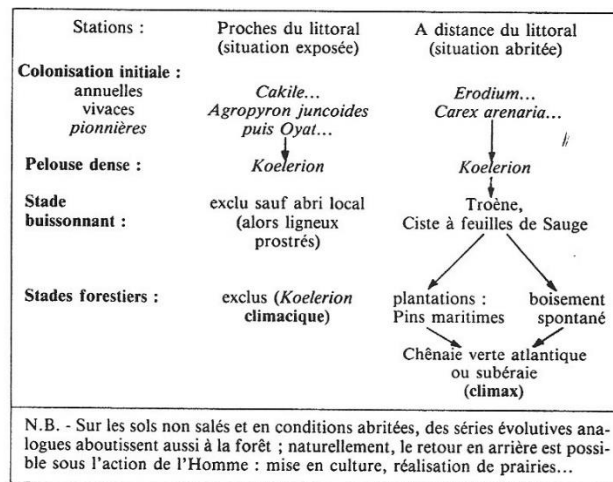 Stations : Proches du littoral A distance du littoral
(situation exposée) (situation abritée)
Colonisation initiale :
annuelles Cakile... Erodium...
vivaces Agropyron juncoides Carex arenaria...
pionnières puis Oyat...
Pelouse dense : Koelerion Koelerion
Stade exclu sauf abri local Troène,
buissonnant : (alors ligneux Ciste à feuilles de Sauge
prostrés)
Stades forestiers : exclus (Koelerion plantations : boisement
climacique) Pins maritimes spontané
Chênaie verte atlantique
ou subéraie
(climax)
N.B. - Sur les sols non salés et en conditions abritées, des séries évolutives ana-
logues aboutissent aussi à la forêt ; naturellement, le retour en arrière est possi-
ble sous l'action de l'Homme : mise en culture, réalisation de prairies...